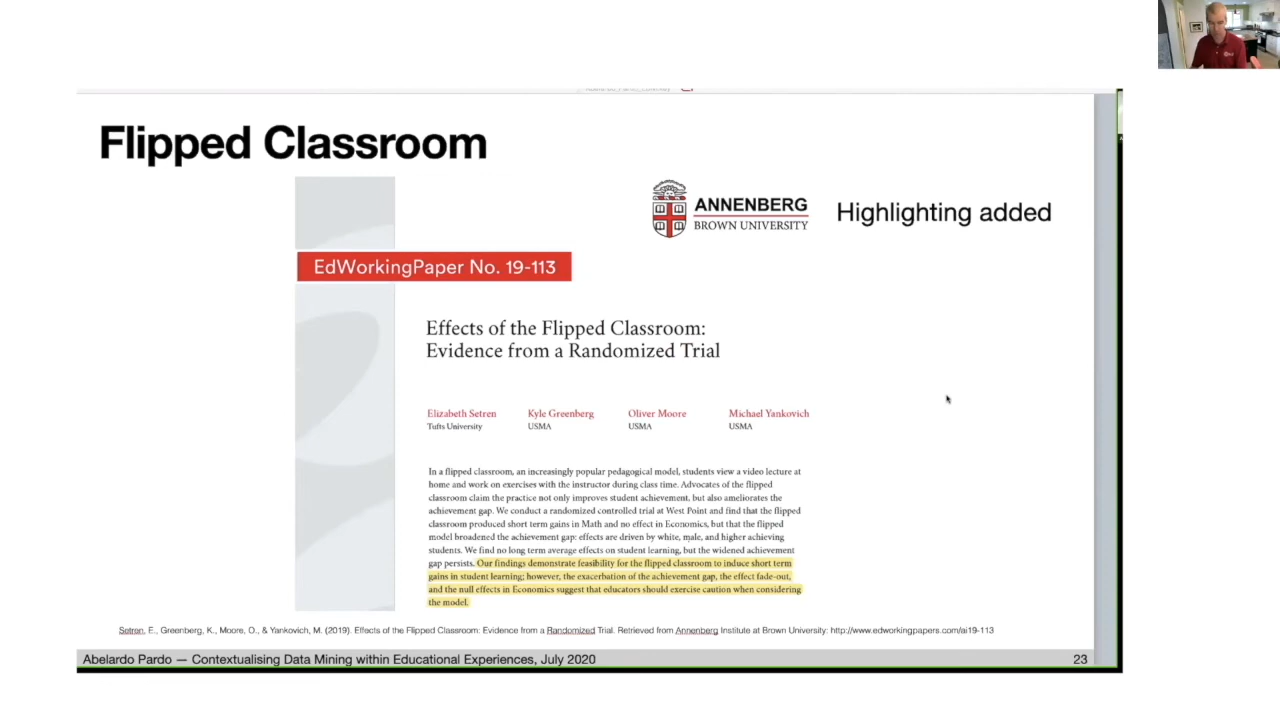 Flipped Classroom
ANNENBERG
BROWN UNIVERSITY
Highlighting added
EdWorkingPaper No. 19-113
Effects of the Flipped Classroom:
Evidence from a Randomized Trial
Elizabeth Setren Kyle Greenberg Oliver Moore Michael Yankovich
Tufts University USMA USMA USMA
In a flipped classroom, an increasingly popular pedagogical model, students view a video lecture at
home and work on exercises with the instructor during class time. Advocates of the flipped
classroom claim the practice not only improves student achievement, but also ameliorates the
achievement gap. We conduct a randomized controlled trial at West Point and find that the flipped
classroom produced short term gains in Math and no effect in Economics, but that the flipped
model broadened the achievement gap: effects are driven by white, male, and higher achieving
students. We find no long term average effects on student learning, but the widened achievement
gap persists. Our findings demonstrate feasibility for the flipped classroom to induce short term
gains in student learning; however, the exacerbation of the achievement gap, the effect fade-out,
and the null effects in Economics suggest that educators should exercise caution when considering
the model.
Setren, E., Greenberg, K., Moore, O., & Yankovich, M. (2019). Effects of the Flipped Classroom: Evidence from a Randomized Trial. Retrieved from Annenberg Institute at Brown University: http://www.edworkingpapers.com/ai19-113
Abelardo Pardo — Contextualising Data Mining within Educational Experiences, July 2020 23